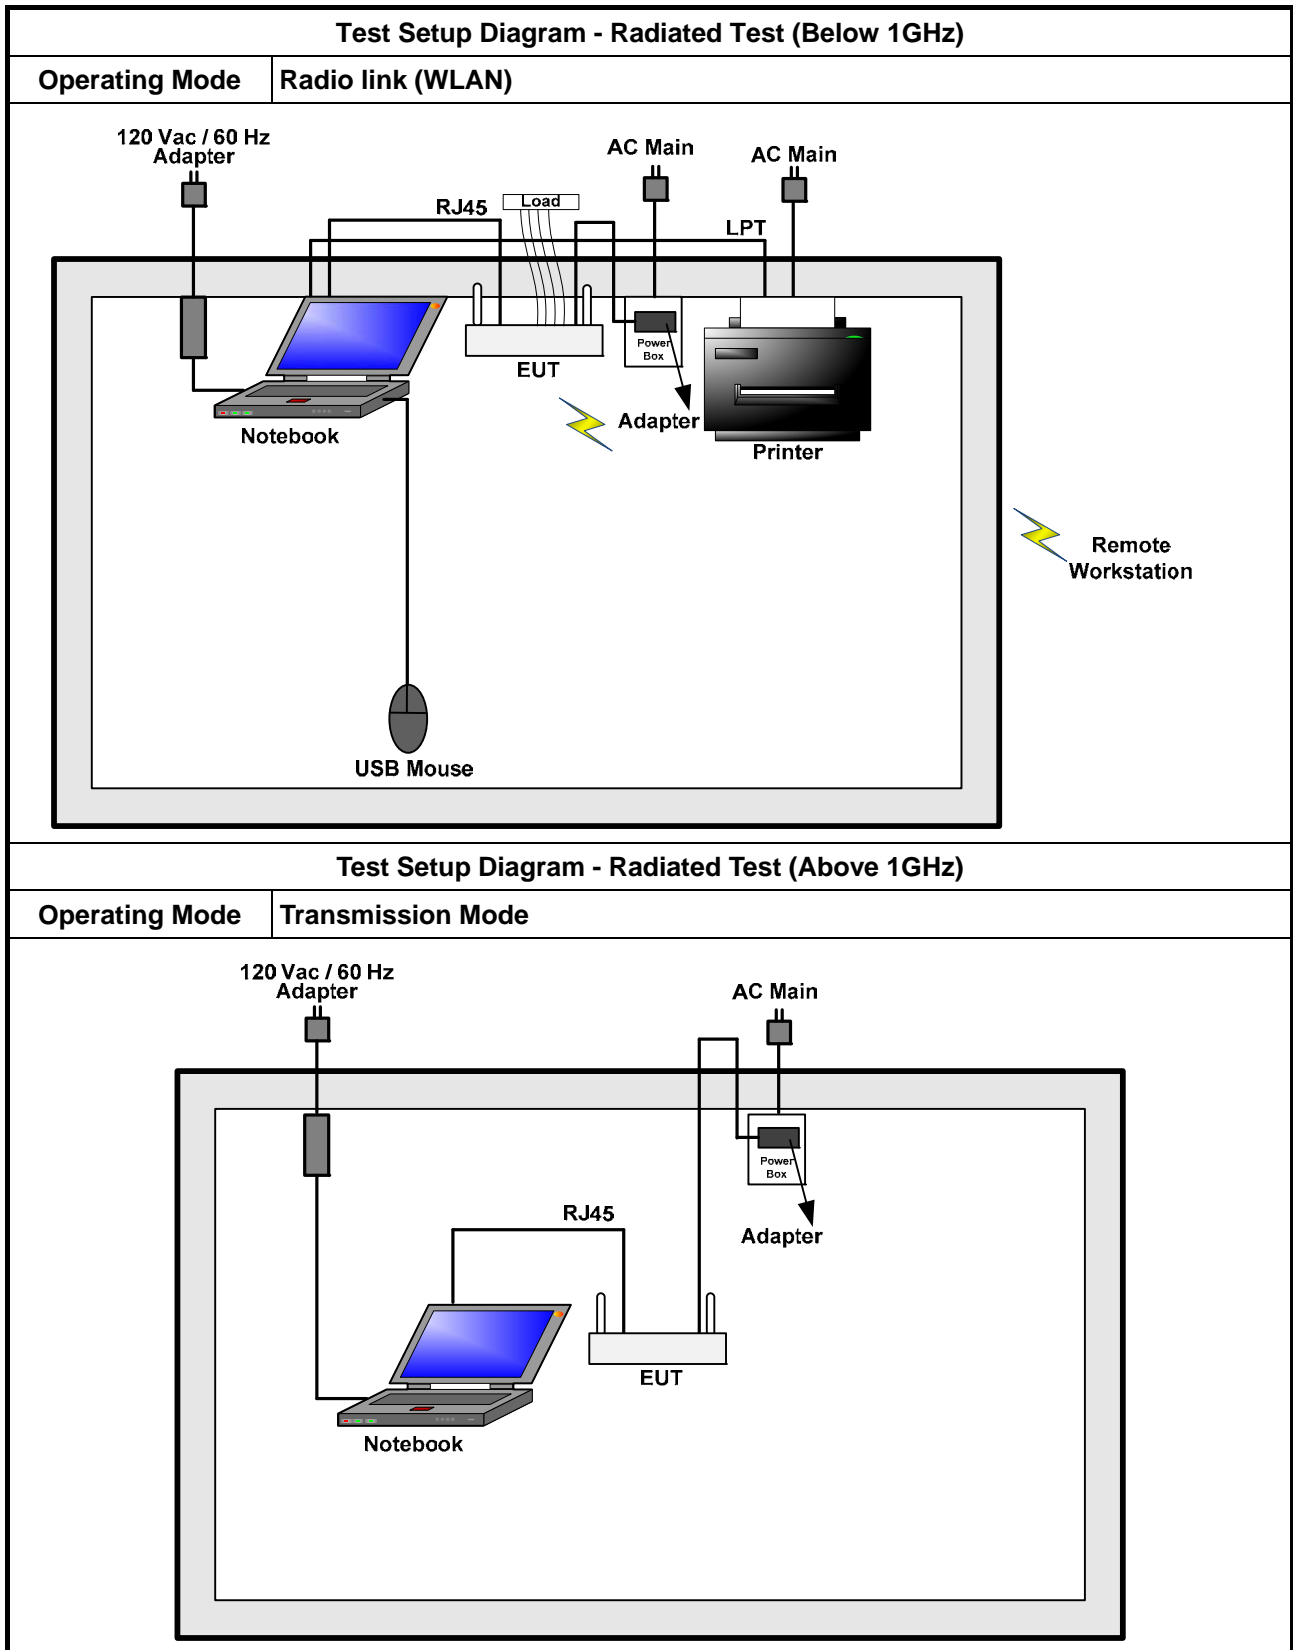 Test Setup Diagram - Radiated Test (Below 1GHz)
Operating Mode
Radio link (WLAN)
120 Vac / 60 Hz
Adapter
AC Main
AC Main
RJ45
Load
LPT
Power
Box
EUT
Adapter
Notebook
Printer
Remote
Workstation
USB Mouse
Test Setup Diagram - Radiated Test (Above 1GHz)
Operating Mode
Transmission Mode
120 Vac / 60 Hz
Adapter
AC Main
Power
Box
RJ45
Adapter
EUT
Notebook